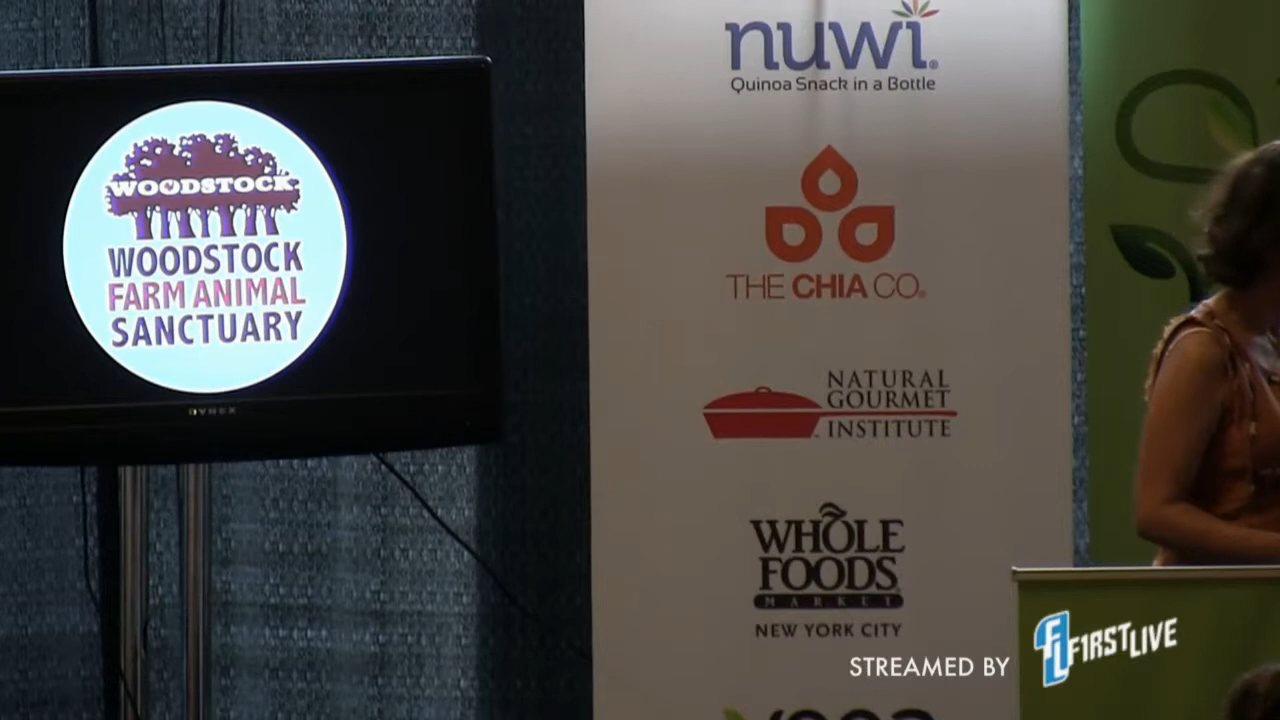 WOODSTOCK
WOODSTOCK
FARM ANIMAL
SANCTUARY
DYNEX
nuwi®
Quinoa Snack in a Bottle
THE CHIA CO®
NATURAL
GOURMET
INSTITUTE
WHOLE
FOODS
MARKET
NEW YORK CITY
STREAMED BY
F1RSTLIVE